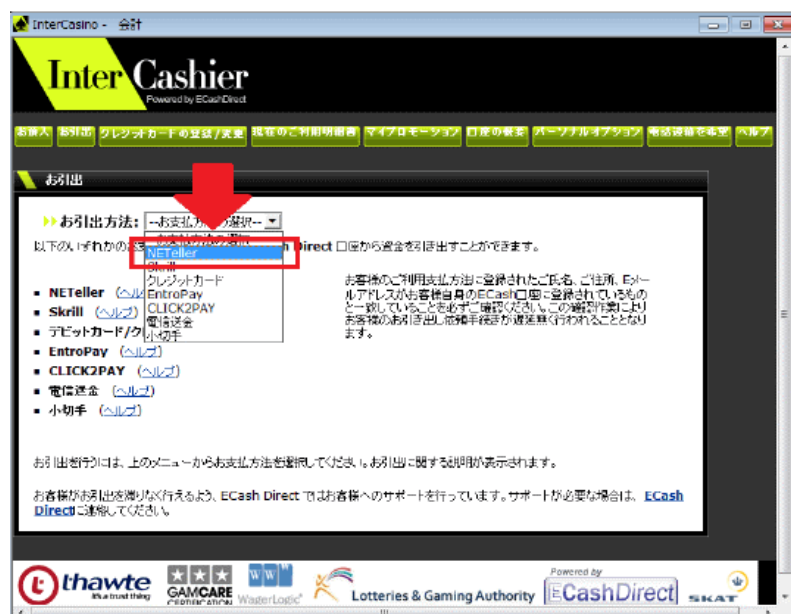 InterCasino - 会計
Inter Cashier
Powered by ECashDirect
お購入 お引出 クレジットカードの登録/変更 現在のご利用明細書 マイプロモーション 口座の概要 パーソナルオプション 電話連絡を希望 ヘルプ
お引出
お引出方法: --お支払方法の選択--
以下のいずれかのお支 Cash Direct 口座から資金を引き出すことができます。
NETeller
Skrill
クレジットカード
EntroPay
CLICK2PAY
電信送金
小切手
NETeller (ヘルプ)
Skrill (ヘルプ)
デビットカード/ク
EntroPay (ヘルプ)
CLICK2PAY (ヘルプ)
電信送金 (ヘルプ)
小切手 (ヘルプ)
お客様のご利用支払方法に登録されたご氏名、ご住所、Eメー
ルアドレスがお客様自身のECash口座に登録されているもの
と一致していることを必ずご確認ください。この確認作業により
お客様のお引き出し依頼手続きが遅延無く行われることとなり
ます。
お引出を行うには、上のメニューからお支払方法を選択してください。お引出に関する説明が表示されます。
お客様がお引出を滞りなく行えるよう、ECash Direct ではお客様へのサポートを行っています。サポートが必要な場合は、 ECash
Directに連絡してください。
thawte
it's a trust thing
GAMCARE
CERTIFICATION
WagerLogic
Lotteries & Gaming Authority
Powered by
ECashDirect
SKAT